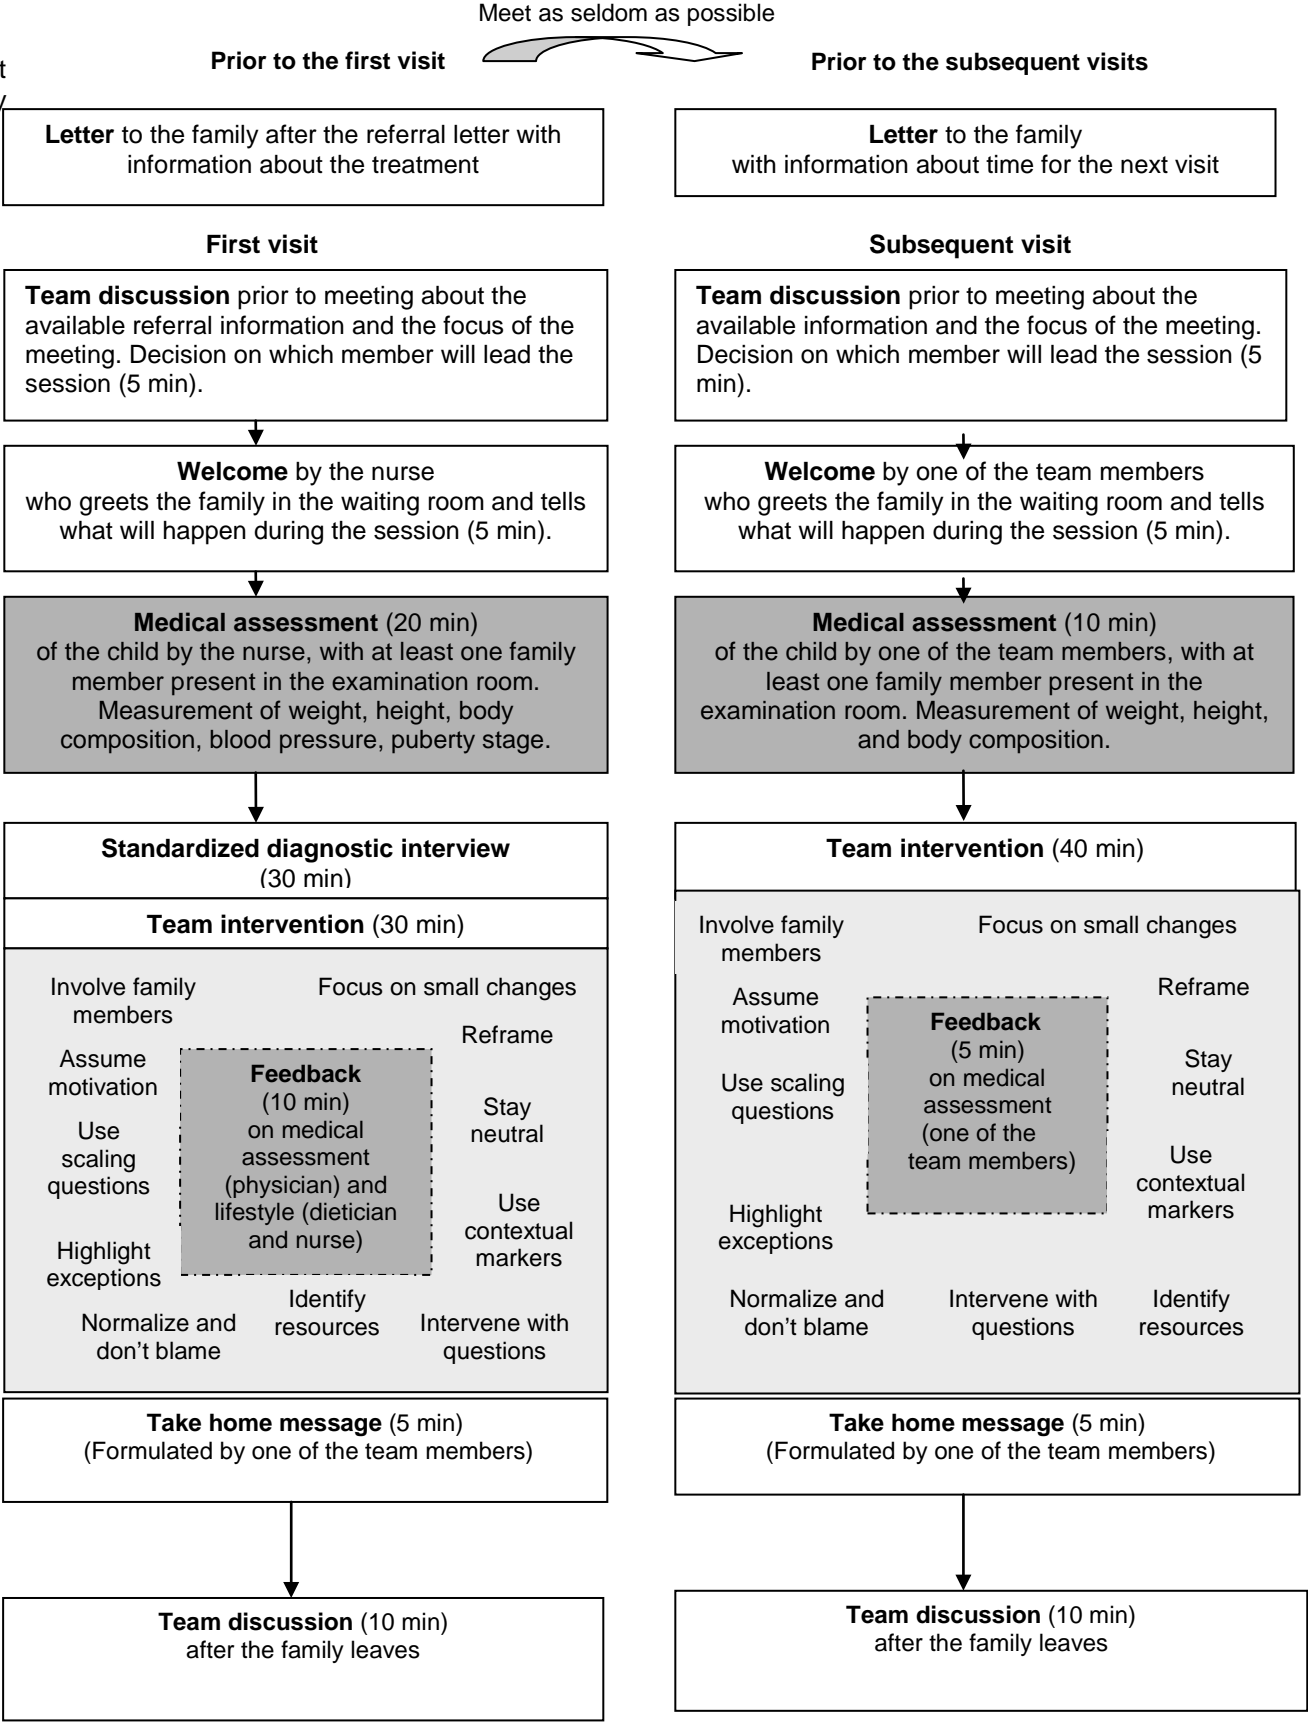 Meet as seldom as possible
t
y
Prior to the first visit
Letter to the family after the referral letter with
information about the treatment
First visit
Team discussion prior to meeting about the
available referral information and the focus of the
meeting. Decision on which member will lead the
session (5 min).
Welcome by the nurse
who greets the family in the waiting room and tells
what will happen during the session (5 min).
Medical assessment (20 min)
of the child by the nurse, with at least one family
member present in the examination room.
Measurement of weight, height, body
composition, blood pressure, puberty stage.
Standardized diagnostic interview
(30 min)
Team intervention (30 min)
Involve family
members
Focus on small changes
Reframe
Assume
motivation
Feedback
(10 min)
on medical
assessment
(physician) and
lifestyle (dietician
and nurse)
Stay
neutral
Use
scaling
questions
Use
contextual
markers
Highlight
exceptions
Identify
resources
Normalize and
don't blame
Intervene with
questions
Take home message (5 min)
(Formulated by one of the team members)
Team discussion (10 min)
after the family leaves
Prior to the subsequent visits
Letter to the family
with information about time for the next visit
Subsequent visit
Team discussion prior to meeting about the
available information and the focus of the meeting.
Decision on which member will lead the session (5
min).
Welcome by one of the team members
who greets the family in the waiting room and tells
what will happen during the session (5 min).
Medical assessment (10 min)
of the child by one of the team members, with at
least one family member present in the
examination room. Measurement of weight, height,
and body composition.
Team intervention (40 min)
Involve family
members
Focus on small changes
Assume
motivation
Reframe
Feedback
(5 min)
on medical
assessment
(one of the
team members)
Use scaling
questions
Stay
neutral
Use
contextual
markers
Highlight
exceptions
Normalize and
don't blame
Intervene with
questions
Identify
resources
Take home message (5 min)
(Formulated by one of the team members)
Team discussion (10 min)
after the family leaves